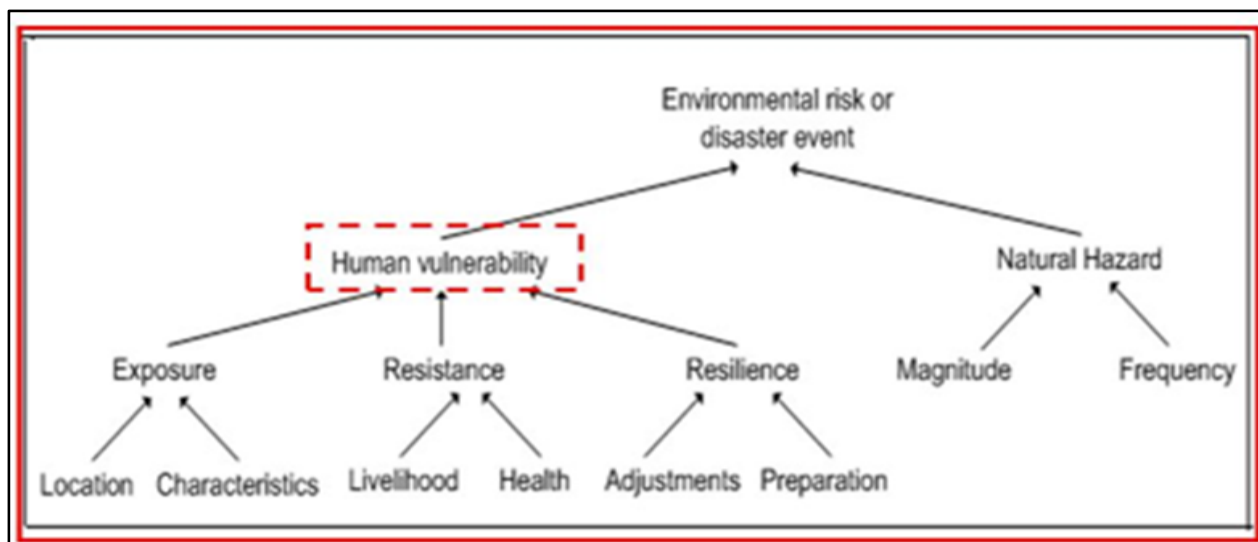 Environmental risk or
disaster event
Human vulnerability
Natural Hazard
Exposure
Resistance
Resilience
Magnitude
Frequency
Location
Characteristics
Livelihood
Health
Adjustments
Preparation